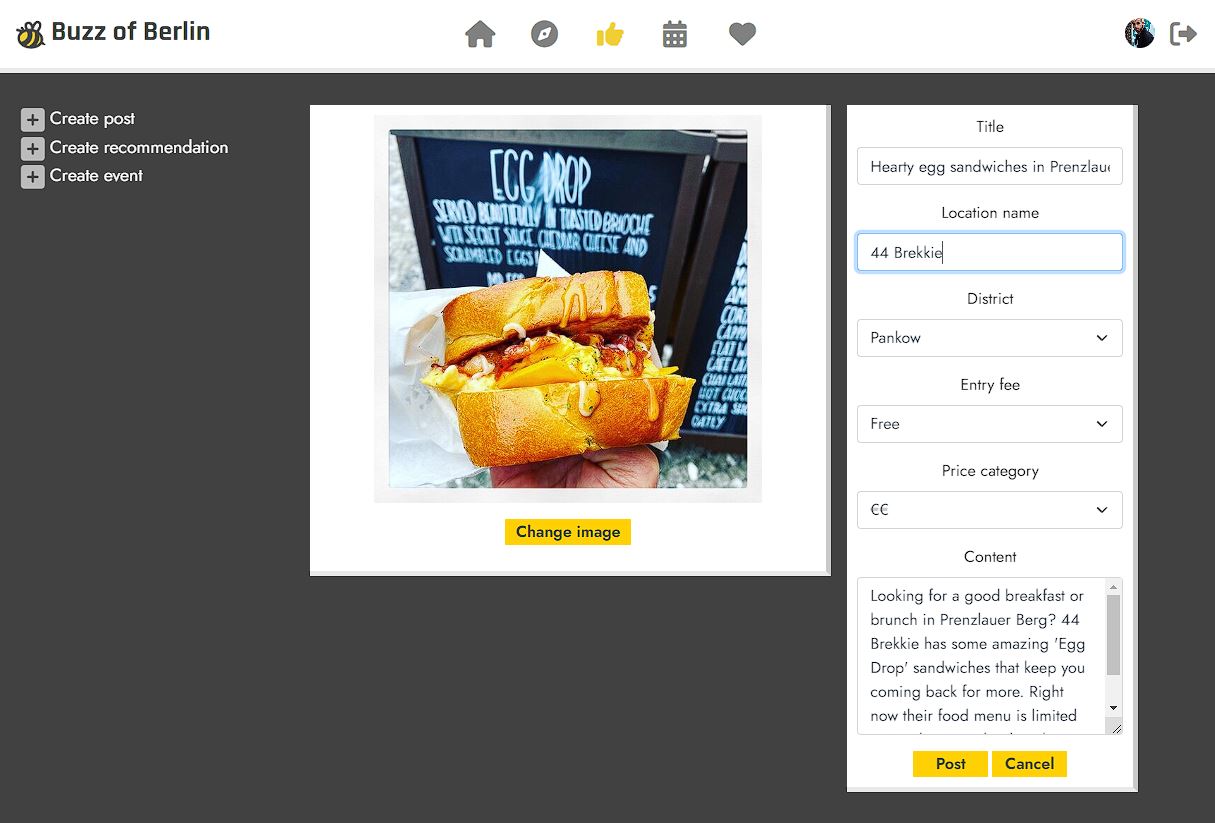 Buzz of Berlin
Create post
Create recommendation
Create event
EGG DROP
SERVED BEAUTIFULLY IN TOASTED BRIOCHE
WITH SECRET SAUCE, CHEDDAR CHEESE AND
SCRAMBLED EGGS!
HOT CHOC
EXTRA
OATLY
Change image
Title
Hearty egg sandwiches in Prenzlaue
Location name
44 Brekkie
District
Pankow
Entry fee
Free
Price category
€€
Content
Looking for a good breakfast or
brunch in Prenzlauer Berg? 44
Brekkie has some amazing 'Egg
Drop' sandwiches that keep you
coming back for more. Right
now their food menu is limited
Post
Cancel